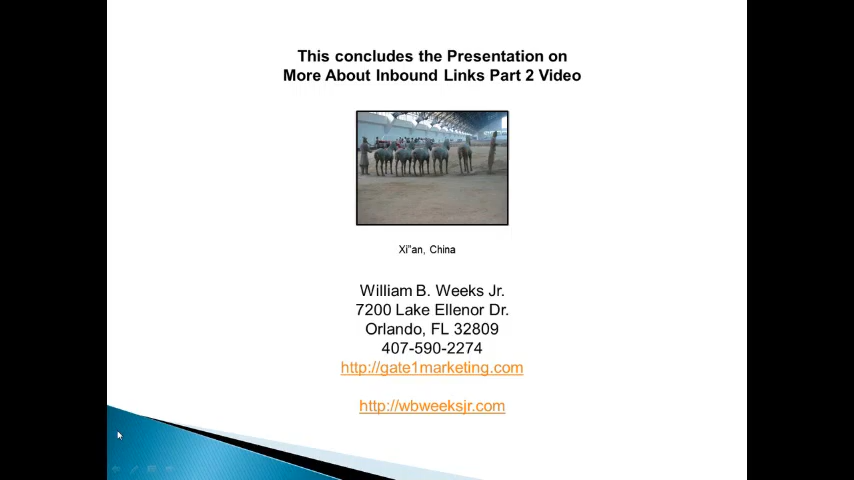 This concludes the Presentation on
More About Inbound Links Part 2 Video
Xi"an, China
William B. Weeks Jr.
7200 Lake Ellenor Dr.
Orlando, FL 32809
407-590-2274
http://gate1marketing.com
http://wbweeksjr.com